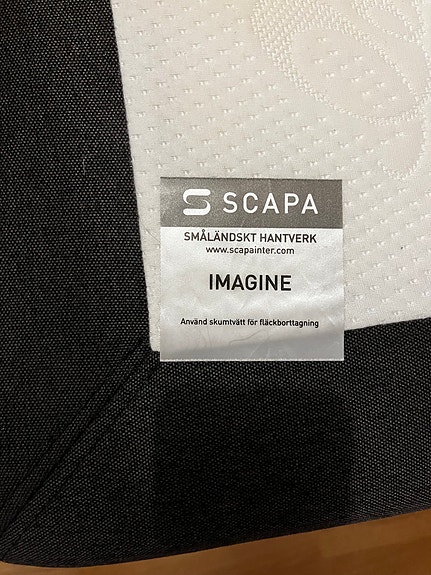 SCAPA
SMÅLÄNDSKT HANTVERK
www.scapainter.com
IMAGINE
Använd skumtvätt för fläckborttagning